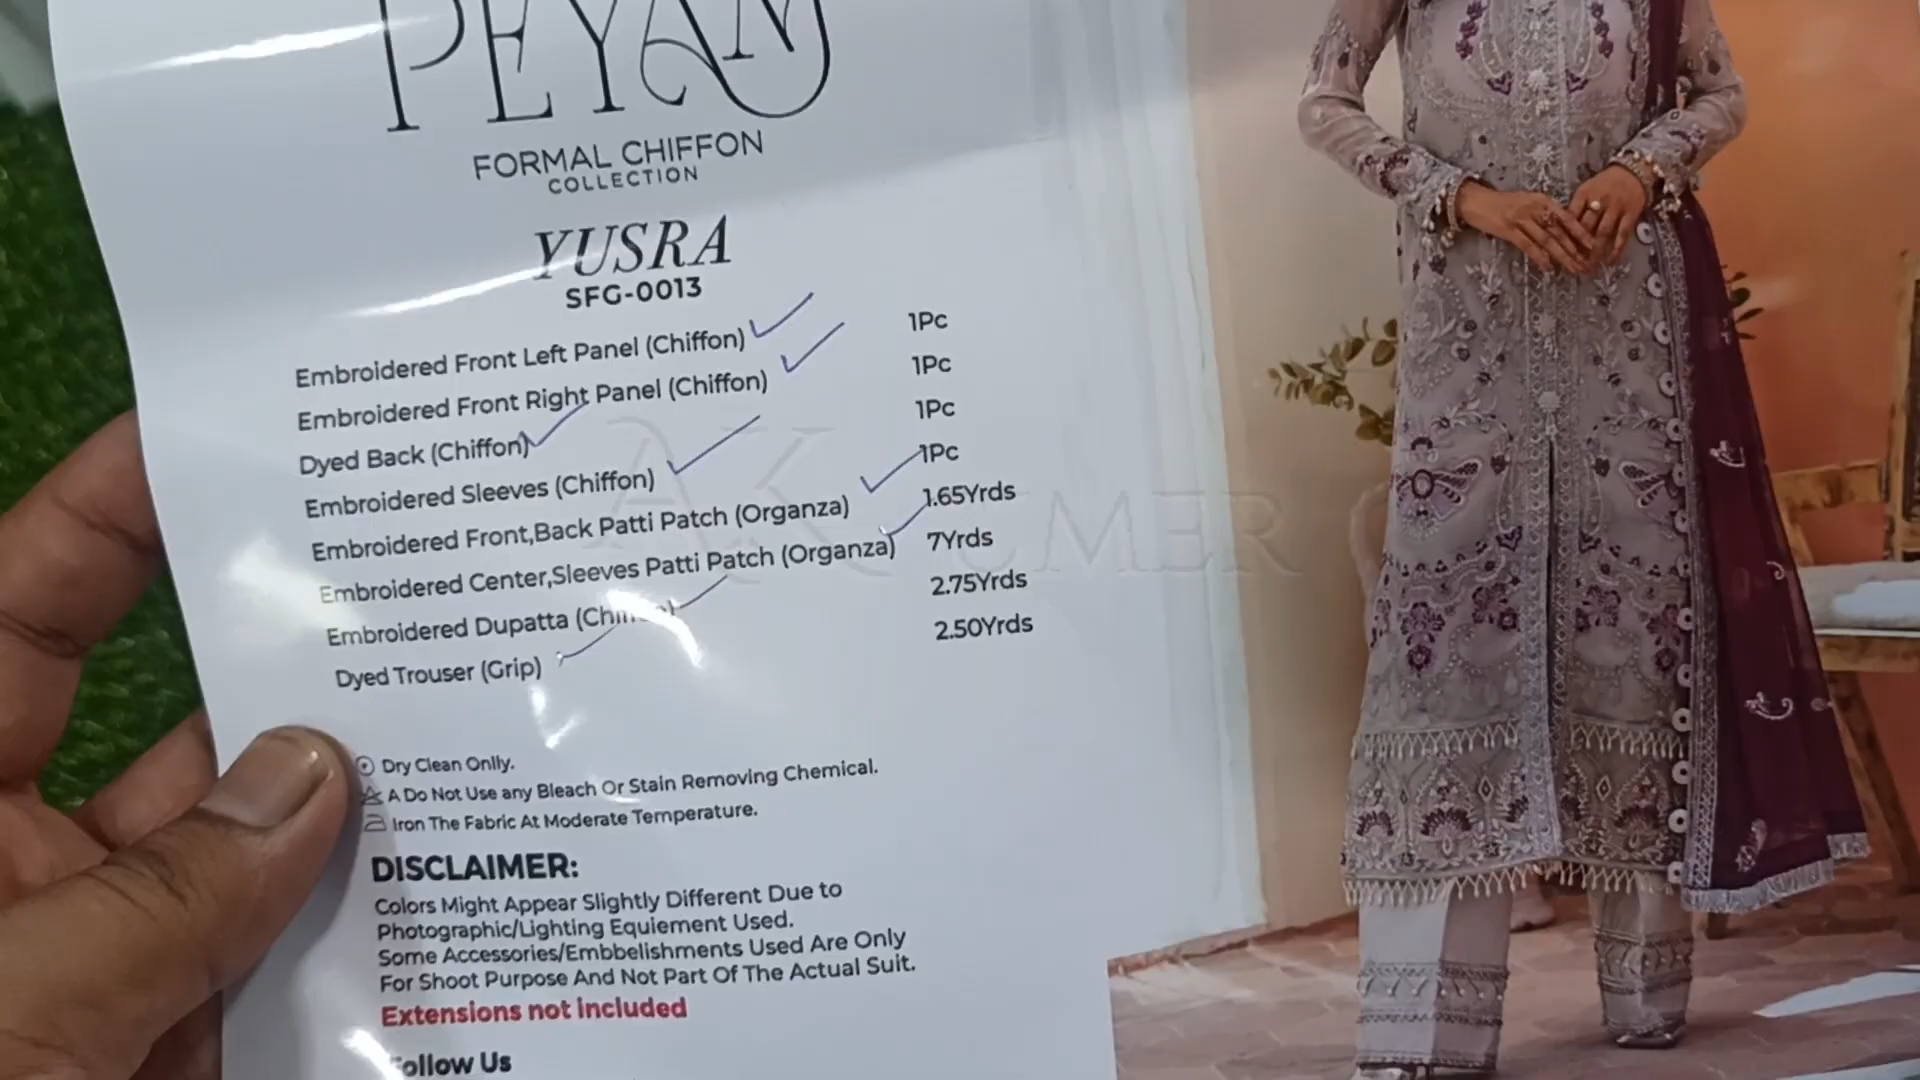 PEYAM
FORMAL CHIFFON
COLLECTION
YUSRA
SFG-0013
Embroidered Front Left Panel (Chiffon) 1Pc
Embroidered Front Right Panel (Chiffon) 1Pc
Dyed Back (Chiffon) 1Pc
Embroidered Sleeves (Chiffon) 1Pc
Embroidered Front,Back Patti Patch (Organza) 1.65Yrds
Embroidered Center,Sleeves Patti Patch (Organza) 7Yrds
Embroidered Dupatta 2.75Yrds
Dyed Trouser (Grip) 2.50Yrds
Dry Clean Onlly.
A Do Not Use any Bleach Or Stain Removing Chemical.
Iron The Fabric At Moderate Temperature.
DISCLAIMER:
Colors Might Appear Slightly Different Due to
Photographic/Lighting Equiement Used.
Some Accessories/Embbelishments Used Are Only
For Shoot Purpose And Not Part Of The Actual Suit.
Extensions not included
Follow Us